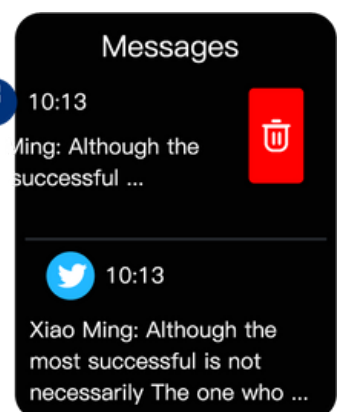 Messages
10:13
Ming: Although the
successful ...
10:13
Xiao Ming: Although the
most successful is not
necessarily The one who ...